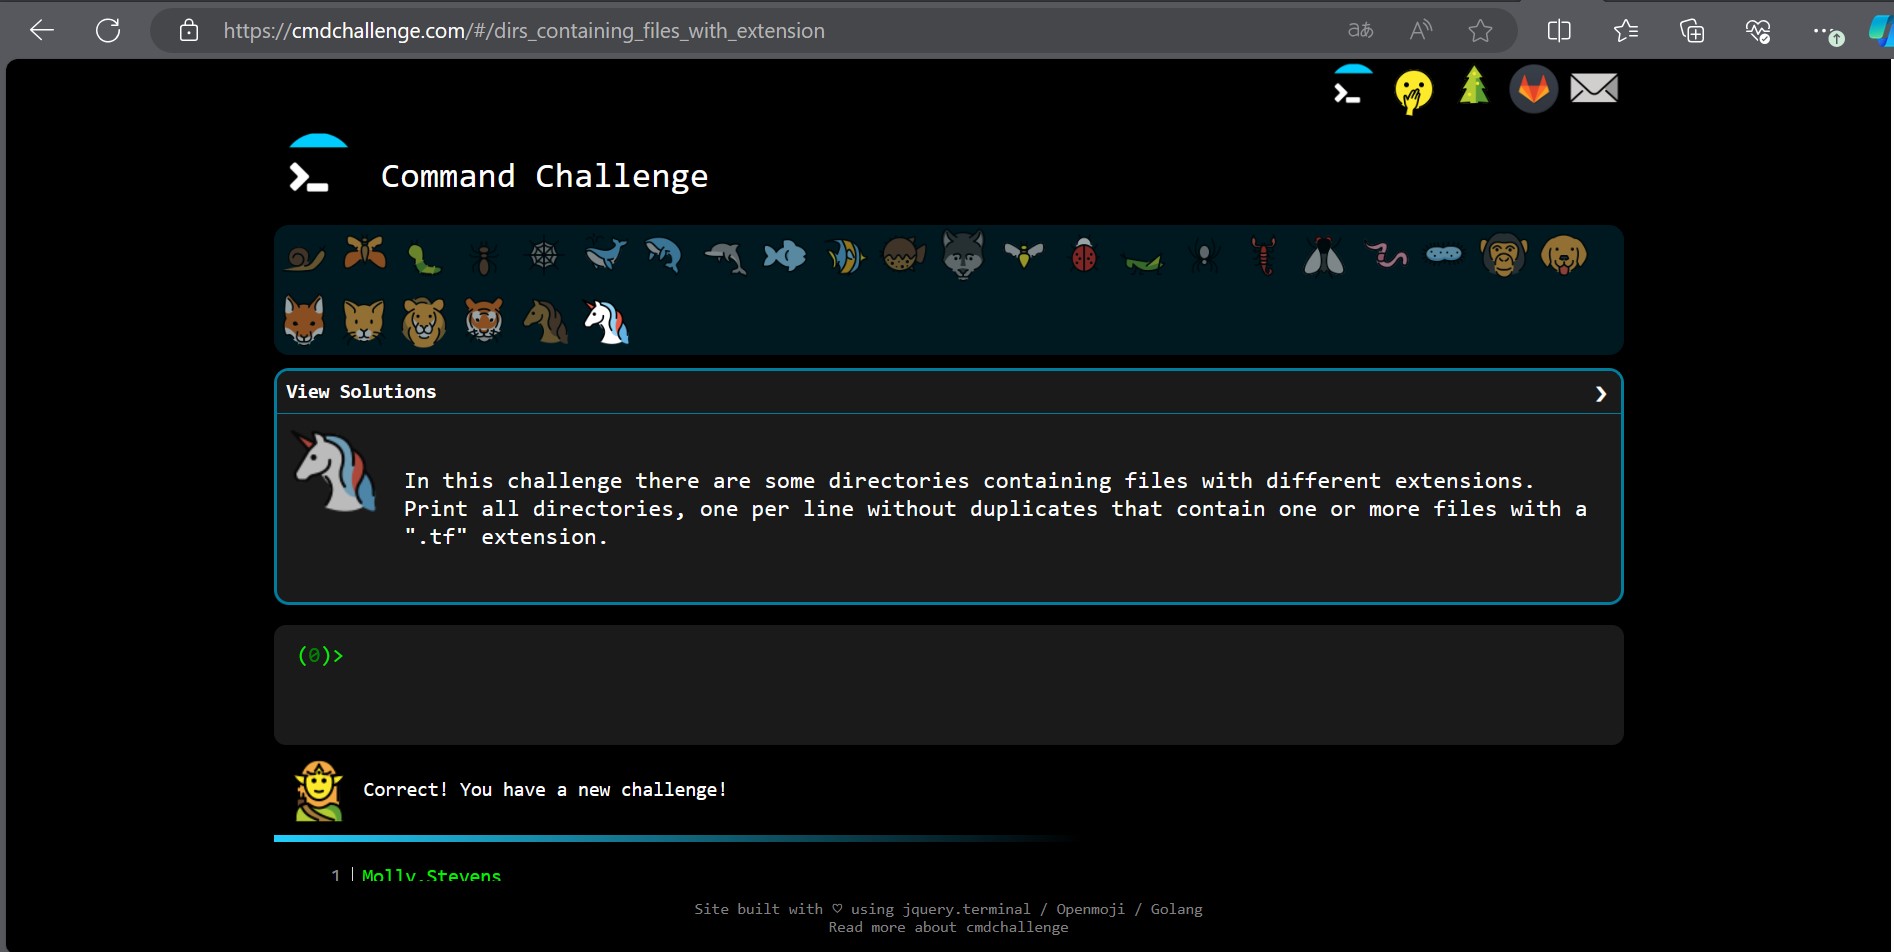 https://cmdchallenge.com/#/dirs_containing_files_with_extension
Command Challenge
View Solutions
In this challenge there are some directories containing files with different extensions.
Print all directories, one per line without duplicates that contain one or more files with a
".tf" extension.
(0)>
Correct! You have a new challenge!
1 Molly.Stevens
Site built with ♡ using jquery.terminal / Openmoji / Golang
Read more about cmdchallenge